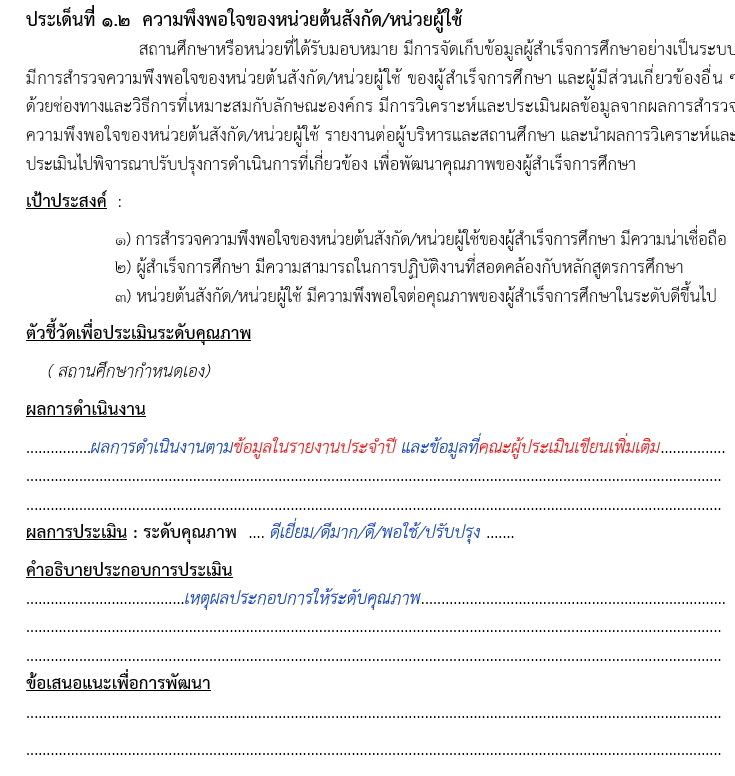 ประเด็นที่ ๑.๒ ความพึงพอใจของหน่วยต้นสังกัด/หน่วยผู้ใช้
สถานศึกษาหรือหน่วยที่ได้รับมอบหมาย มีการจัดเก็บข้อมูลผู้สำเร็จการศึกษาอย่างเป็นระบบ
มีการสำรวจความพึงพอใจของหน่วยต้นสังกัด/หน่วยผู้ใช้ ของผู้สำเร็จการศึกษา และผู้มีส่วนเกี่ยวข้องอื่น ๆ
ด้วยช่องทางและวิธีการที่เหมาะสมกับลักษณะองค์กร มีการวิเคราะห์และประเมินผลข้อมูลจากผลการสำรวจ
ความพึงพอใจของหน่วยต้นสังกัด/หน่วยผู้ใช้ รายงานต่อผู้บริหารและสถานศึกษา และนำผลการวิเคราะห์และ
ประเมินไปพิจารณาปรับปรุงการดำเนินการที่เกี่ยวข้อง เพื่อพัฒนาคุณภาพของผู้สำเร็จการศึกษา
เป้าประสงค์ :
๑) การสำรวจความพึงพอใจของหน่วยต้นสังกัด/หน่วยผู้ใช้ของผู้สำเร็จการศึกษา มีความน่าเชื่อถือ
๒) ผู้สำเร็จการศึกษา มีความสามารถในการปฏิบัติงานที่สอดคล้องกับหลักสูตรการศึกษา
๓) หน่วยต้นสังกัด/หน่วยผู้ใช้ มีความพึงพอใจต่อคุณภาพของผู้สำเร็จการศึกษาในระดับดีขึ้นไป
ตัวชี้วัดเพื่อประเมินระดับคุณภาพ
( สถานศึกษากำหนดเอง)
ผลการดำเนินงาน
................ผลการดำเนินงานตามข้อมูลในรายงานประจำปี และข้อมูลที่คณะผู้ประเมินเขียนเพิ่มเติม................
ผลการประเมิน : ระดับคุณภาพ .... ดีเยี่ยม/ดีมาก/ดี/พอใช้/ปรับปรุง .......
คำอธิบายประกอบการประเมิน
.......................................เหตุผลประกอบการให้ระดับคุณภาพ...........................................................................
ข้อเสนอแนะเพื่อการพัฒนา